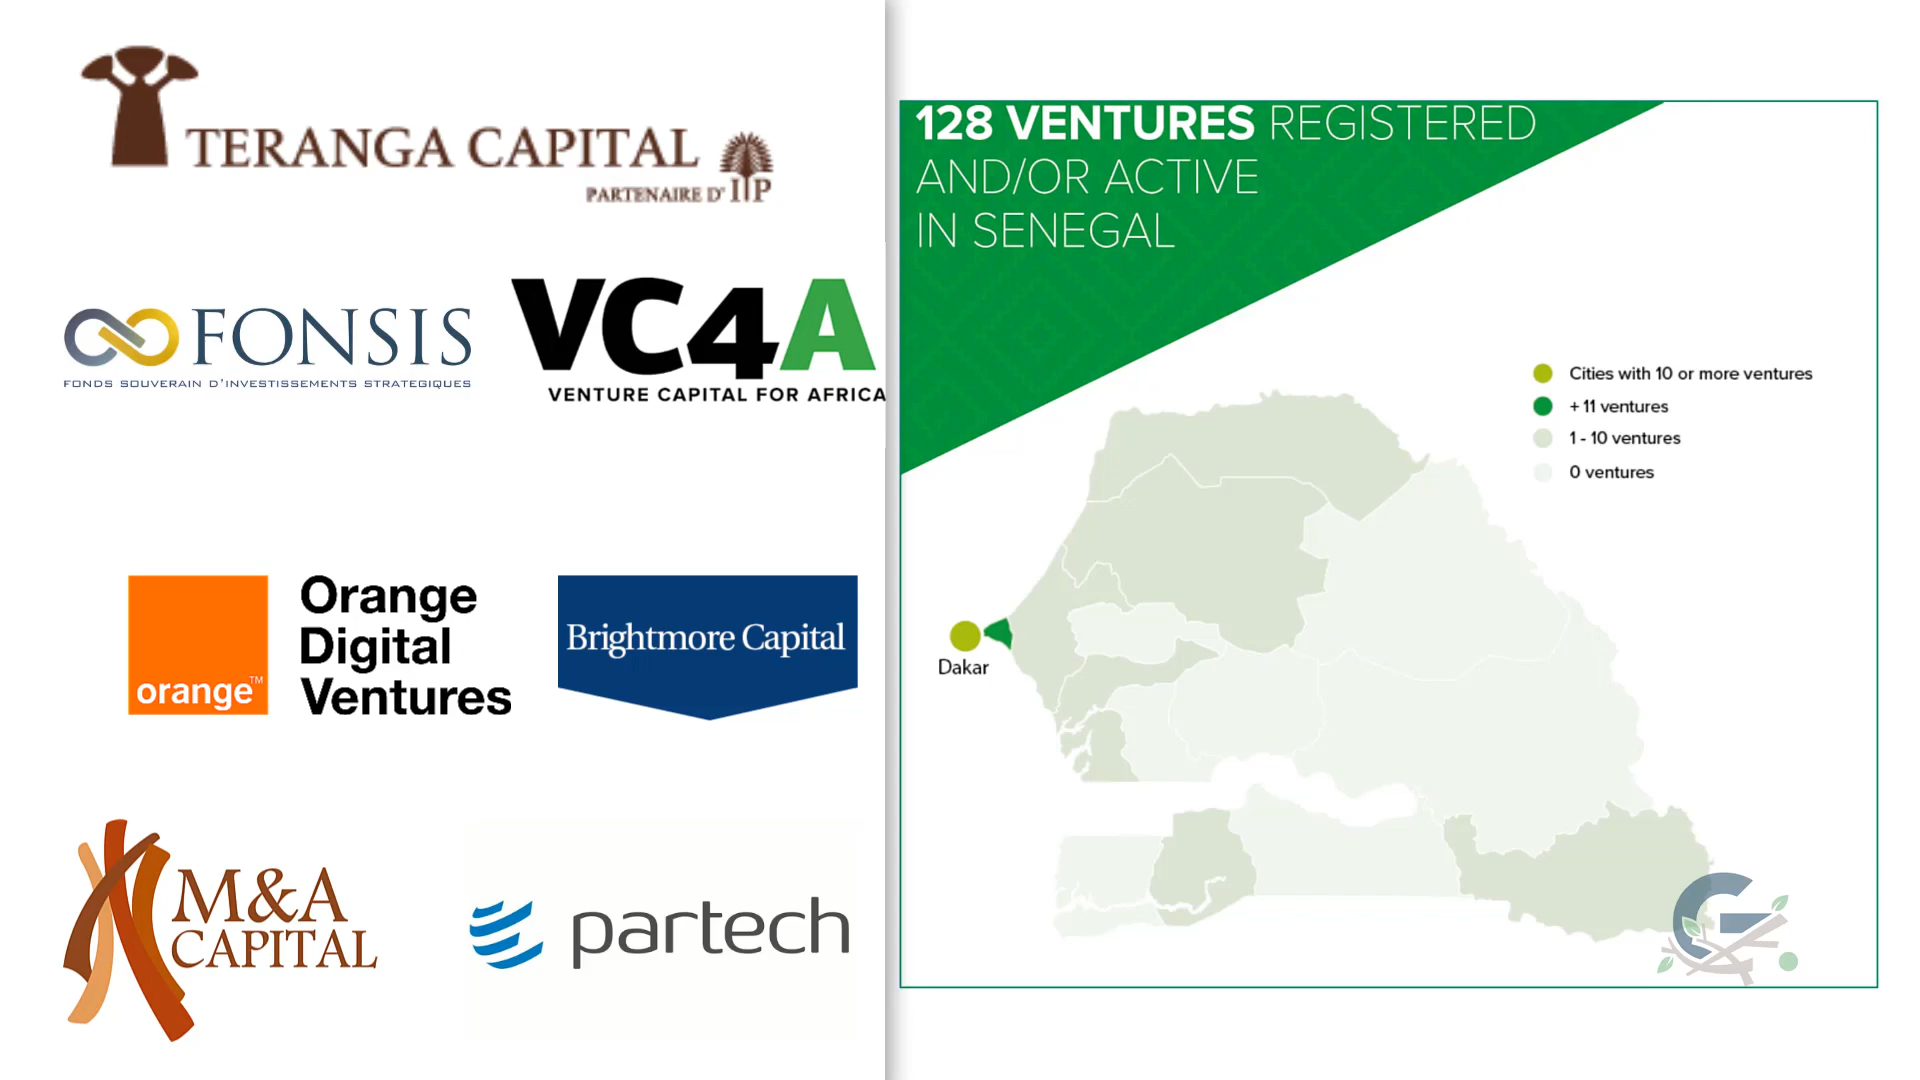 TERANGA CAPITAL
PARTENAIRE D' IIP
FONSIS
FONDS SOUVERAIN D'INVESTISSEMENTS STRATEGIQUES
VC4A
VENTURE CAPITAL FOR AFRICA
orange™
Orange
Digital
Ventures
Brightmore Capital
M&A
CAPITAL
partech
128 VENTURES REGISTERED
AND/OR ACTIVE
IN SENEGAL
Cities with 10 or more ventures
+ 11 ventures
1 - 10 ventures
0 ventures
Dakar
G